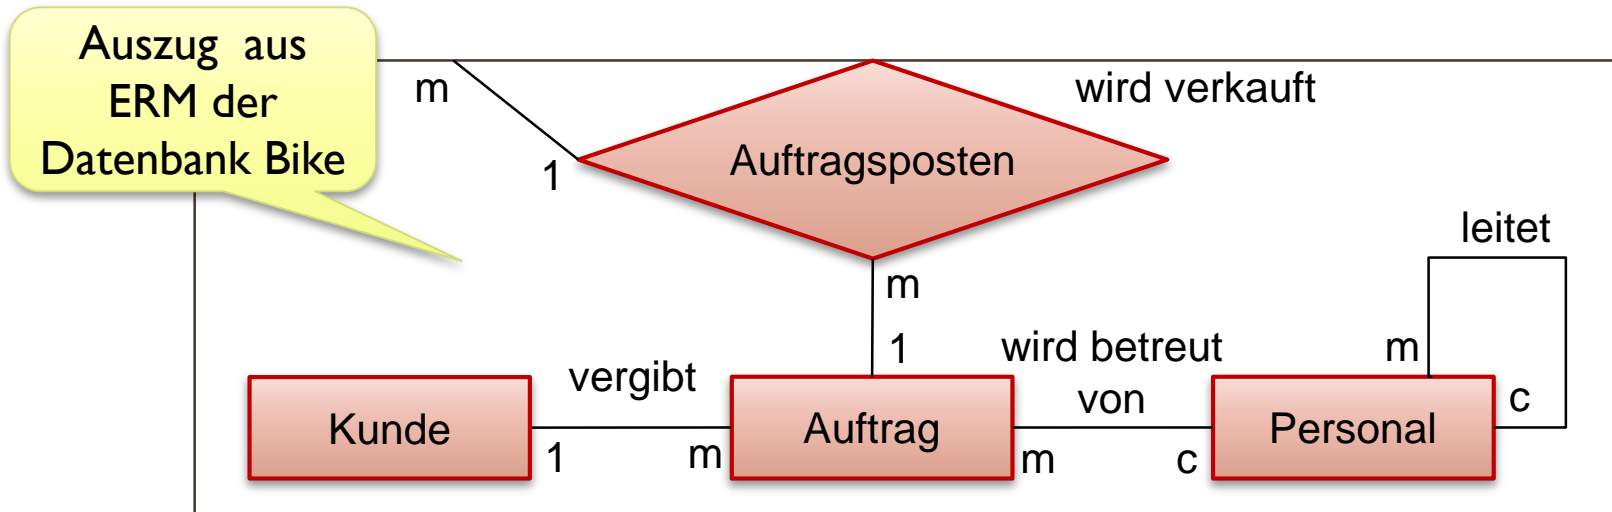 Auszug aus
ERM der
Datenbank Bike
m
wird verkauft
1
Auftragsposten
leitet
m
1
wird betreut
von
m
c
vergibt
Kunde
1
m
Auftrag
m
c
Personal